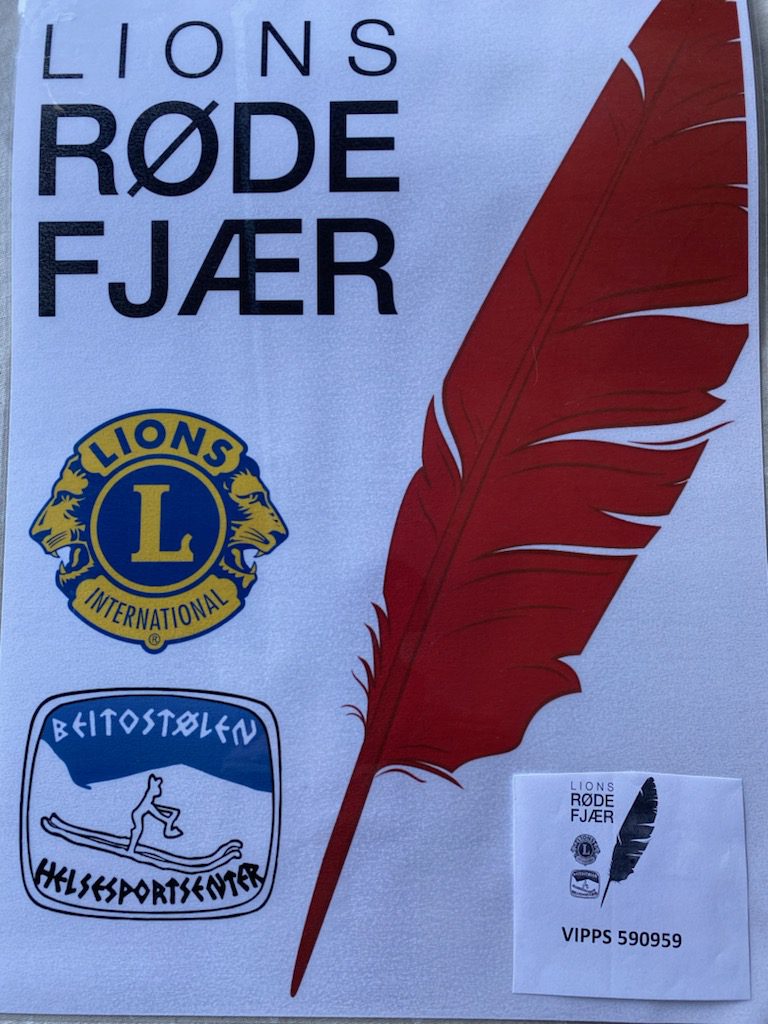 LIONS
RØDE
FJÆR
LIONS
L
INTERNATIONAL
®
BEITOSTØLEN
HELSESPORTSENTER
LIONS
RØDE
FJÆR
VIPPS 590959